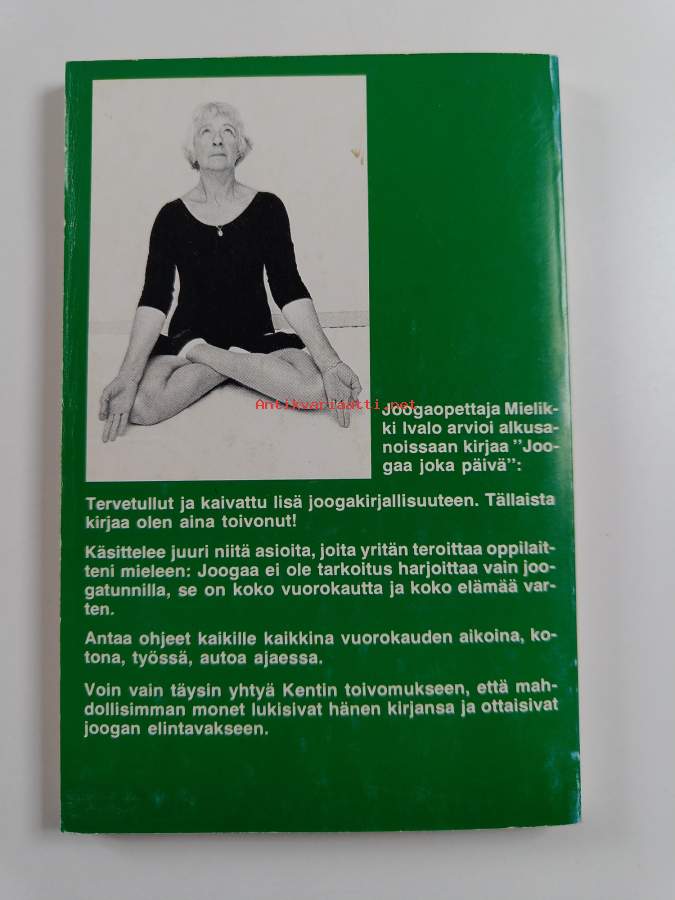 Antikvariaatti.net
Joogaopettaja Mielik-
ki Ivalo arvioi alkusa-
noissaan kirjaa "Joo-
gaa joka päivä":
Tervetullut ja kaivattu lisä joogakirjallisuuteen. Tällaista
kirjaa olen aina toivonut!
Käsittelee juuri niitä asioita, joita yritän teroittaa oppilait-
teni mieleen: Joogaa ei ole tarkoitus harjoittaa vain joo-
gatunnilla, se on koko vuorokautta ja koko elämää var-
ten.
Antaa ohjeet kaikille kaikkina vuorokauden aikoina, ko-
tona, työssä, autoa ajaessa.
Voin vain täysin yhtyä Kentin toivomukseen, että mah-
dollisimman monet lukisivat hänen kirjansa ja ottaisivat
joogan elintavakseen.